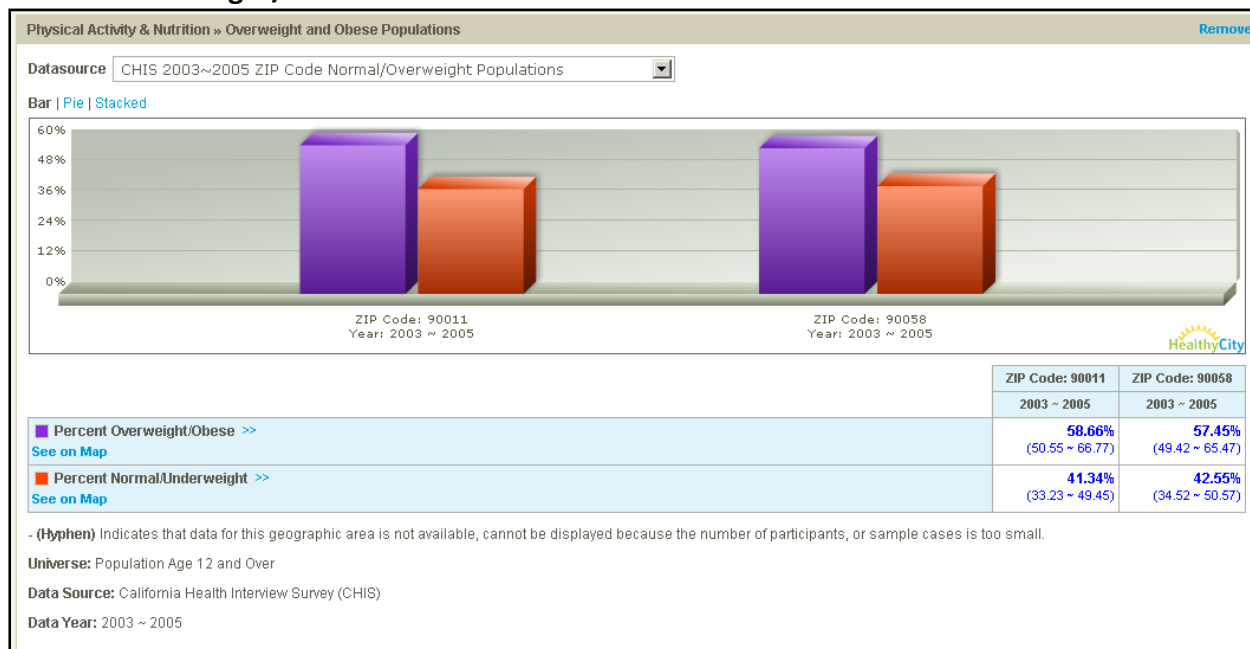 Physical Activity & Nutrition » Overweight and Obese Populations Remove
Datasource CHIS 2003~2005 ZIP Code Normal/Overweight Populations
Bar | Pie | Stacked
60%
48%
36%
24%
12%
0%
ZIP Code: 90011 ZIP Code: 90058
Year: 2003 ~ 2005 Year: 2003 ~ 2005
HealthyCity
ZIP Code: 90011 ZIP Code: 90058
2003 ~ 2005 2003 ~ 2005
Percent Overweight/Obese >> 58.66% 57.45%
See on Map (50.55 ~ 66.77) (49.42 ~ 65.47)
Percent Normal/Underweight >> 41.34% 42.55%
See on Map (33.23 ~ 49.45) (34.52 ~ 50.57)
- (Hyphen) Indicates that data for this geographic area is not available, cannot be displayed because the number of participants, or sample cases is too small.
Universe: Population Age 12 and Over
Data Source: California Health Interview Survey (CHIS)
Data Year: 2003 ~ 2005